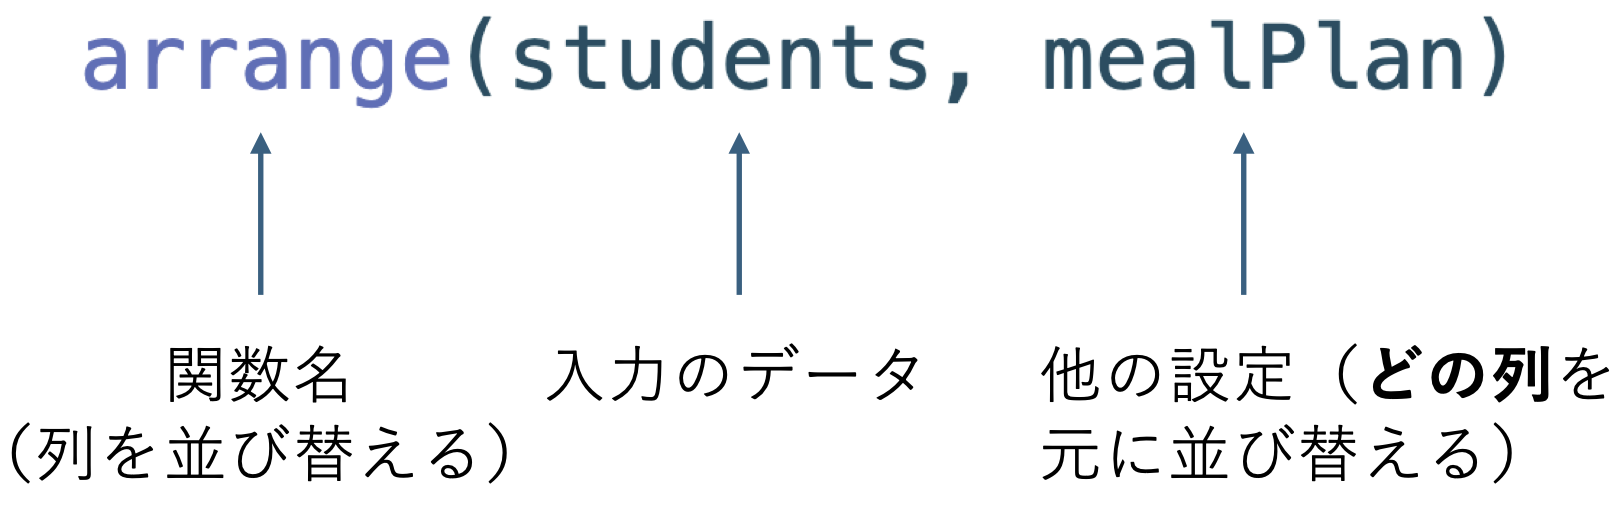 arrange(students, mealPlan)
関数名
（列を並び替える）
入力のデータ
他の設定（どの列を
元に並び替える）